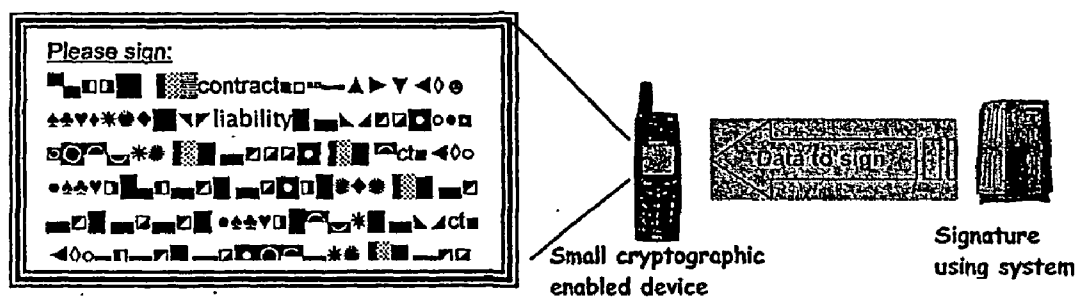 Please sign:
contract
liability
ct
ct
Data to sign
Small cryptographic
enabled device
Signature
using system